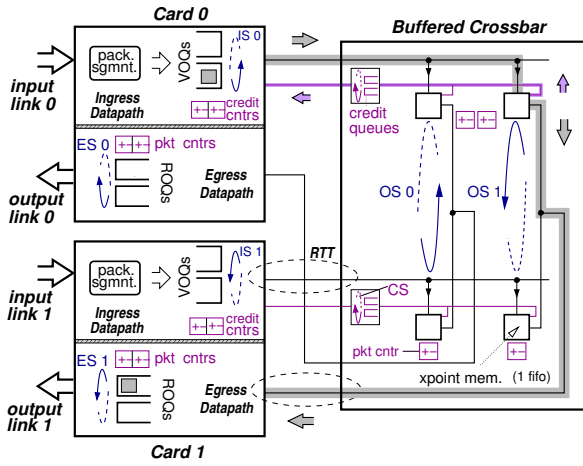 Card 0
Buffered Crossbar
input
link 0
pack.
sgmnt.
VOQs
IS 0
Ingress
Datapath
+− +− credit
cntrs
credit
queues
+− +−
ES 0
+− +− pkt cntrs
ROQs
Egress
Datapath
output
link 0
OS 0
OS 1
input
link 1
pack.
sgmnt.
VOQs
IS 1
RTT
Ingress
Datapath
+− +− credit
cntrs
CS
pkt cntr
+−
+−
xpoint mem. (1 fifo)
ES 1
+− +− pkt cntrs
ROQs
Egress
Datapath
output
link 1
Card 1